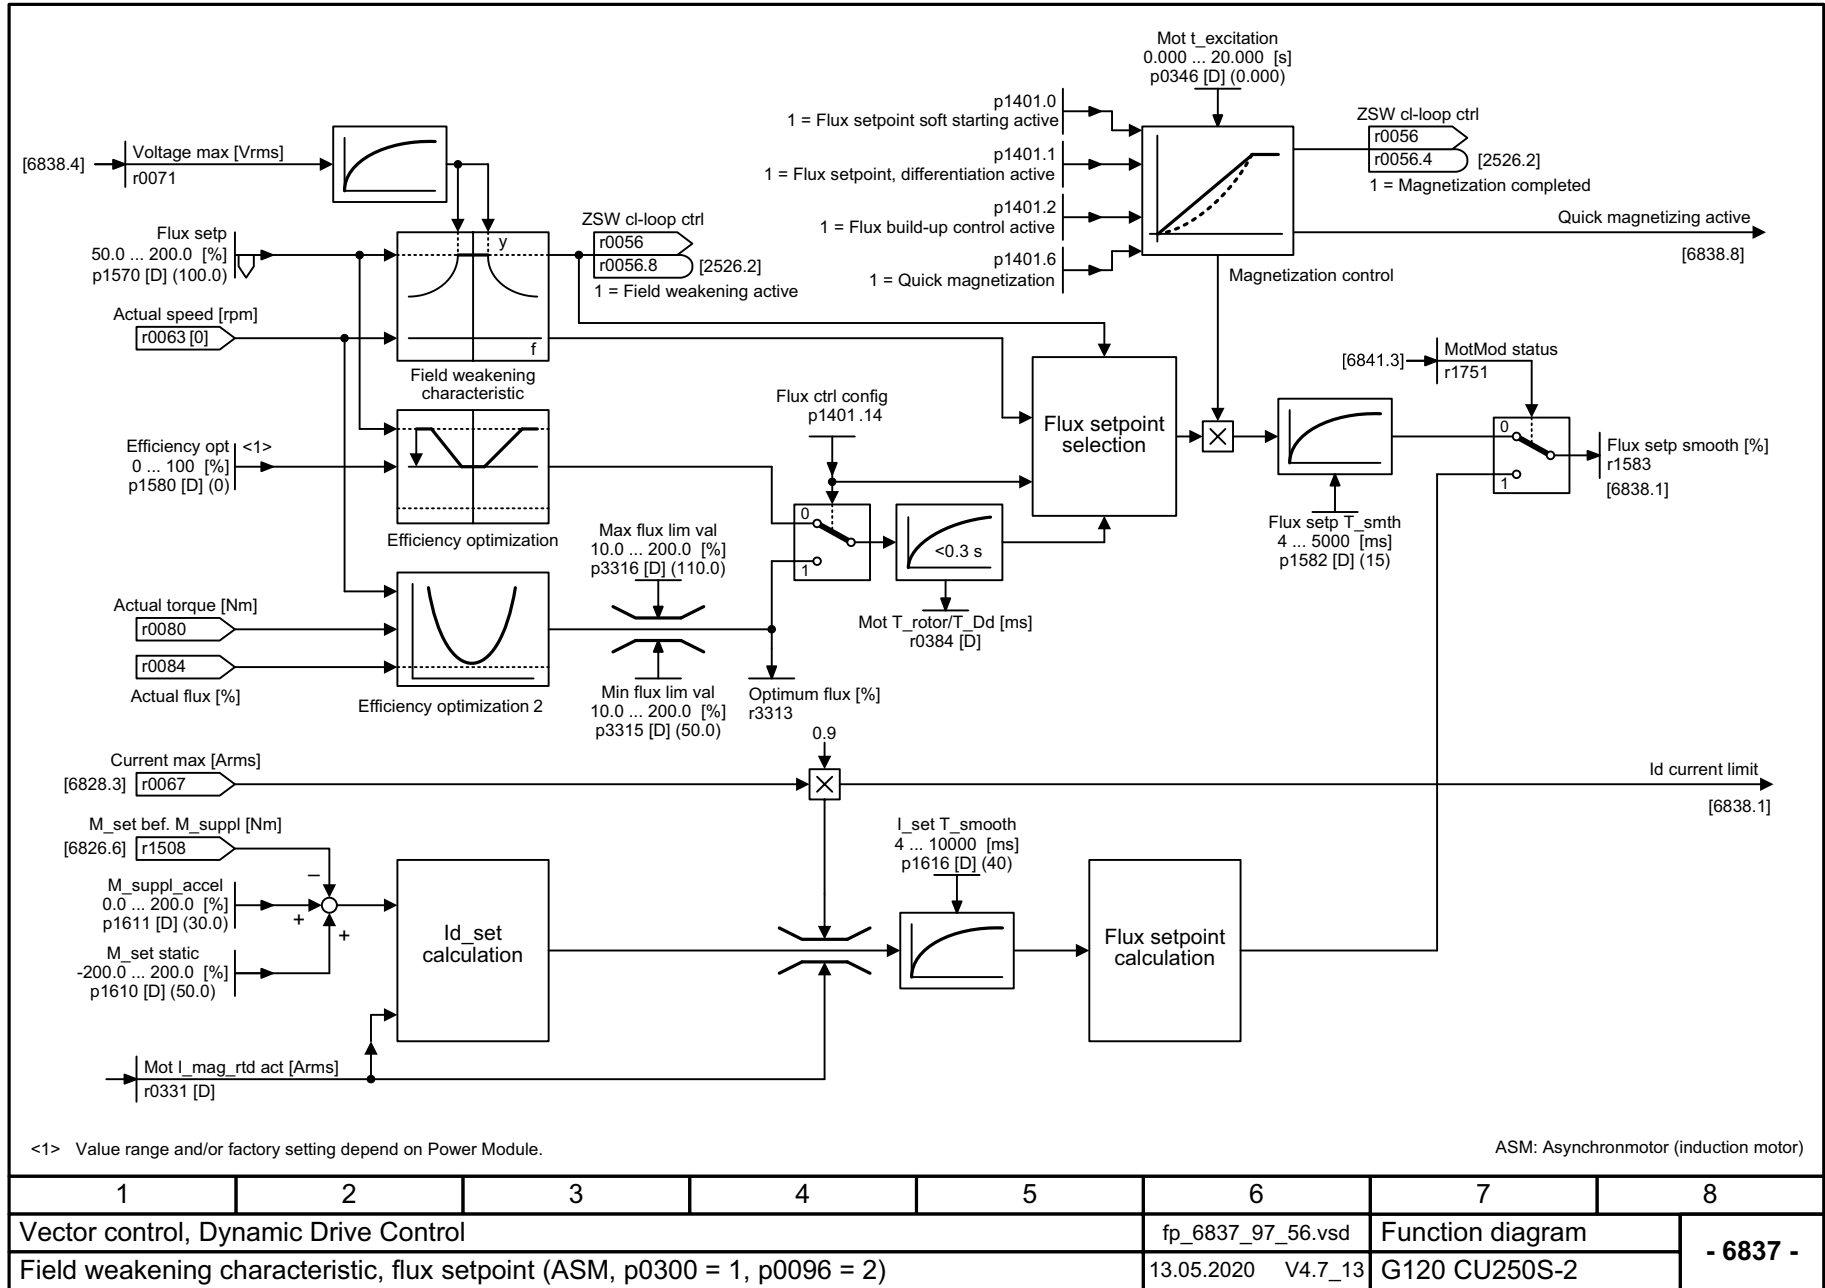 Mot t_excitation
0.000 ... 20.000 [s]
p0346 [D] (0.000)
p1401.0
1 = Flux setpoint soft starting active
p1401.1
1 = Flux setpoint, differentiation active
p1401.2
1 = Flux build-up control active
p1401.6
1 = Quick magnetization
Magnetization control
ZSW cl-loop ctrl
r0056
r0056.4
[2526.2]
1 = Magnetization completed
Quick magnetizing active
[6838.8]
[6838.4]
Voltage max [Vrms]
r0071
Flux setp
50.0 ... 200.0 [%]
p1570 [D] (100.0)
Actual speed [rpm]
r0063 [0]
y
f
Field weakening
characteristic
ZSW cl-loop ctrl
r0056
r0056.8
[2526.2]
1 = Field weakening active
Efficiency opt
<1>
0 ... 100 [%]
p1580 [D] (0)
Efficiency optimization
Actual torque [Nm]
r0080
r0084
Actual flux [%]
Efficiency optimization 2
Max flux lim val
10.0 ... 200.0 [%]
p3316 [D] (110.0)
Min flux lim val
10.0 ... 200.0 [%]
p3315 [D] (50.0)
Optimum flux [%]
r3313
Flux ctrl config
p1401 .14
0
1
<0.3 s
Mot T_rotor/T_Dd [ms]
r0384 [D]
Flux setpoint
selection
Flux setp T_smth
4 ... 5000 [ms]
p1582 [D] (15)
[6841.3]
MotMod status
r1751
0
1
Flux setp smooth [%]
r1583
[6838.1]
0.9
Current max [Arms]
[6828.3]
r0067
Id current limit
[6838.1]
M_set bef. M_suppl [Nm]
[6826.6]
r1508
–
M_suppl_accel
0.0 ... 200.0 [%]
p1611 [D] (30.0)
+
+
M_set static
-200.0 ... 200.0 [%]
p1610 [D] (50.0)
Id_set
calculation
I_set T_smooth
4 ... 10000 [ms]
p1616 [D] (40)
Flux setpoint
calculation
Mot I_mag_rtd act [Arms]
r0331 [D]
<1> Value range and/or factory setting depend on Power Module.
ASM: Asynchronmotor (induction motor)
1 2 3 4 5 6 7 8
Vector control, Dynamic Drive Control
fp_6837_97_56.vsd
Function diagram
- 6837 -
Field weakening characteristic, flux setpoint (ASM, p0300 = 1, p0096 = 2)
13.05.2020 V4.7_13
G120 CU250S-2